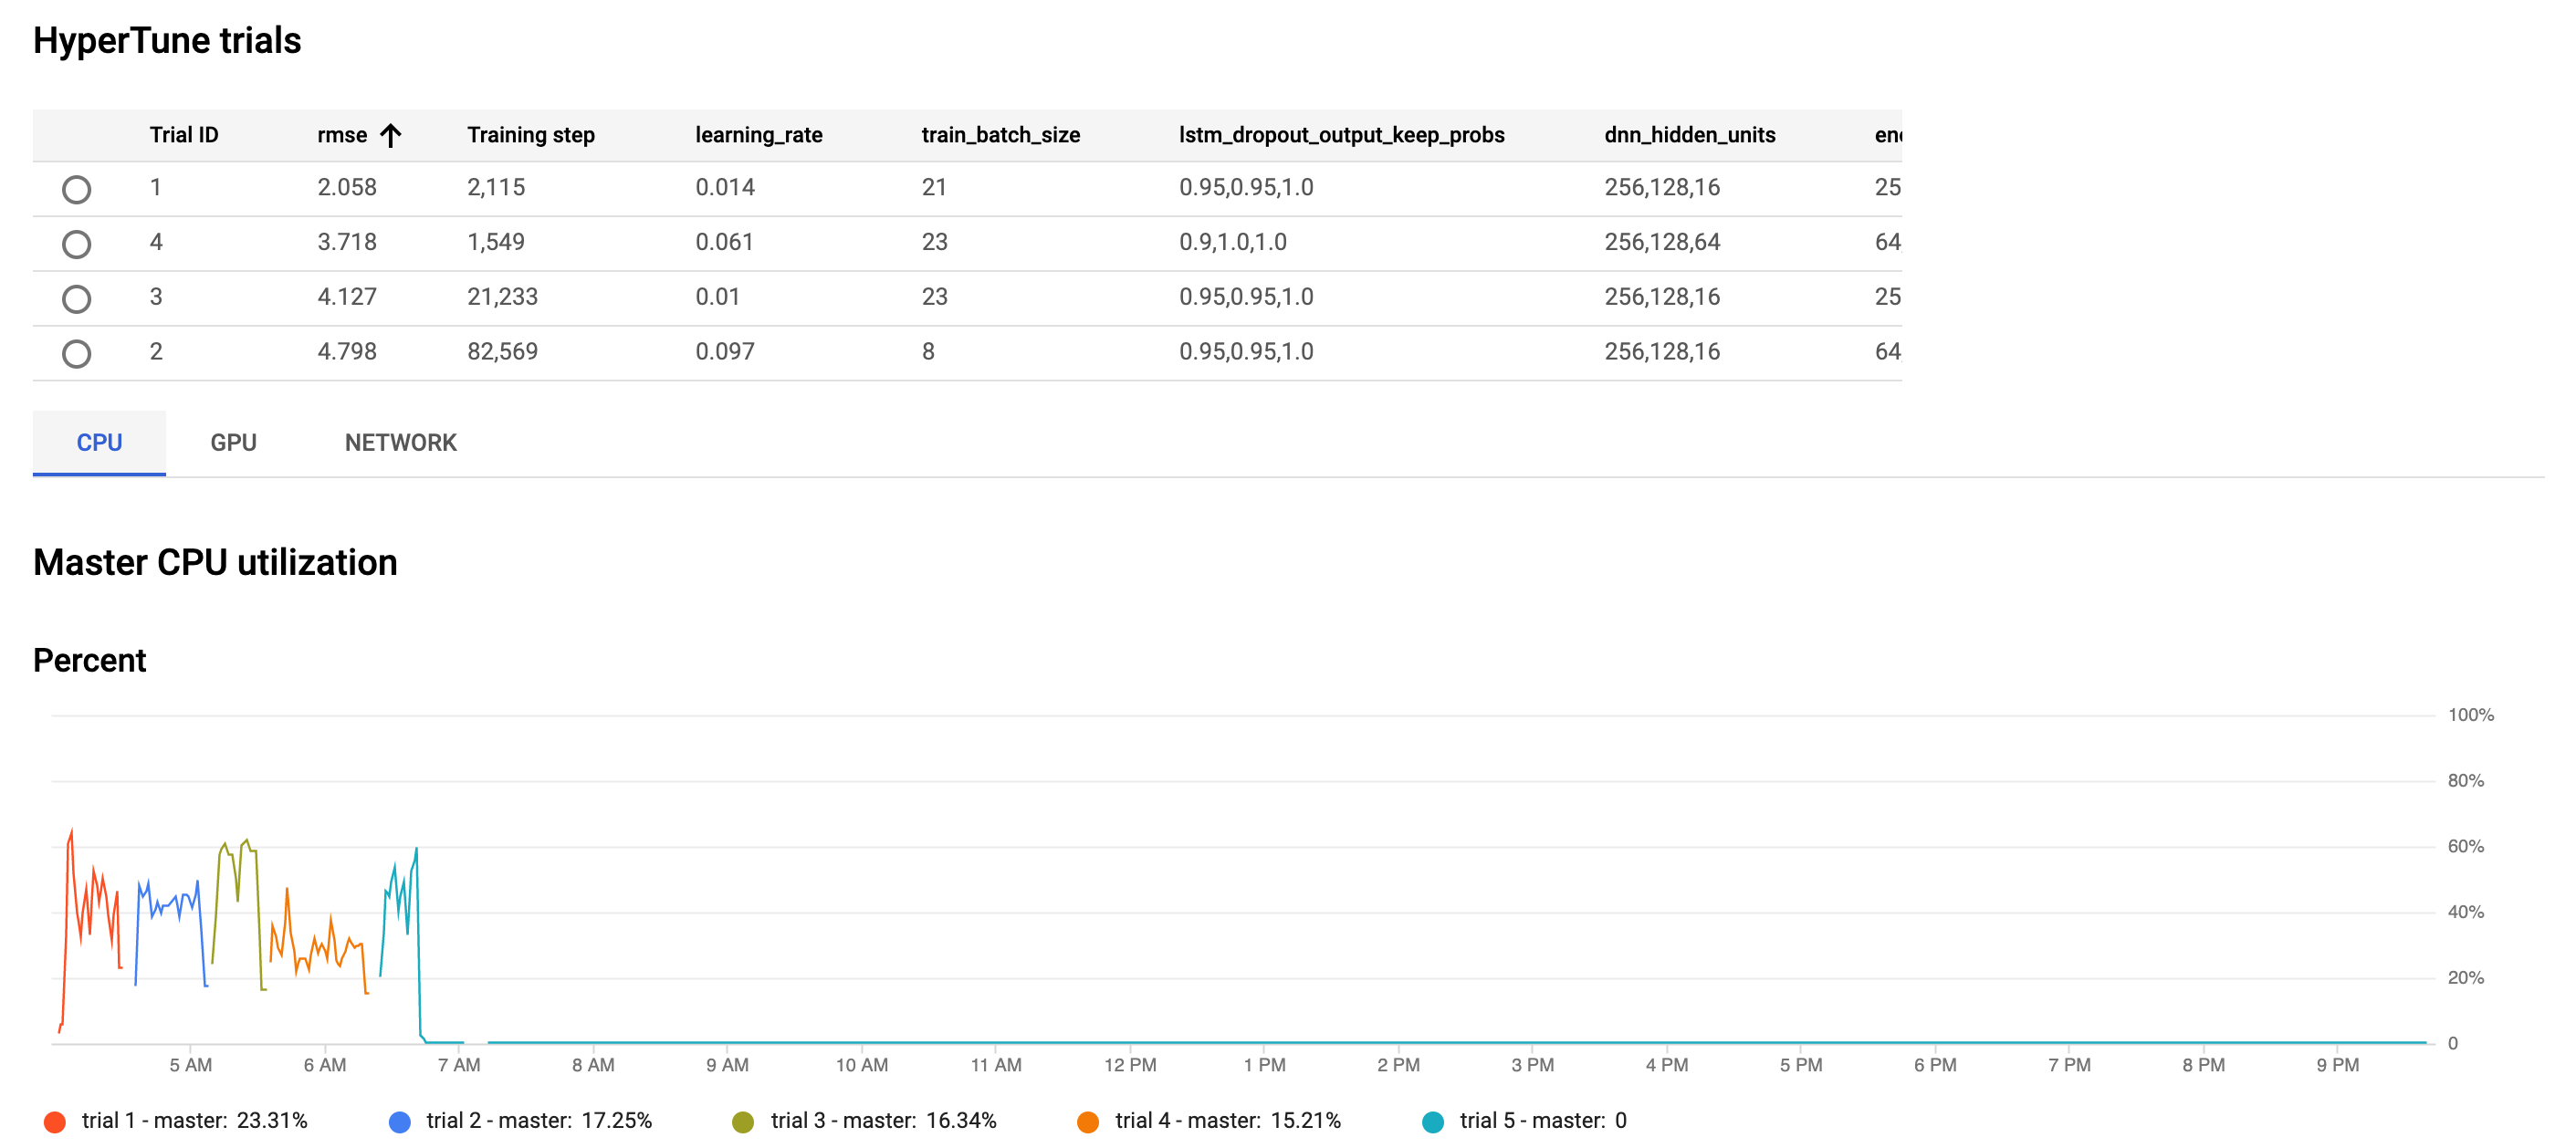 HyperTune trials
Trial ID rmse Training step learning_rate train_batch_size lstm_dropout_output_keep_probs dnn_hidden_units
1 2.058 2,115 0.014 21 0.95,0.95,1.0 256,128,16 25
4 3.718 1,549 0.061 23 0.9,1.0,1.0 256,128,64 64
3 4.127 21,233 0.01 23 0.95,0.95,1.0 256,128,16 25
2 4.798 82,569 0.097 8 0.95,0.95,1.0 256,128,16 64
CPU GPU NETWORK
Master CPU utilization
Percent
100%
80%
60%
40%
20%
0
5 AM 6 AM 7 AM 8 AM 9 AM 10 AM 11 AM 12 PM 1 PM 2 PM 3 PM 4 PM 5 PM 6 PM 7 PM 8 PM 9 PM
trial 1 - master: 23.31% trial 2 - master: 17.25% trial 3 - master: 16.34% trial 4 - master: 15.21% trial 5 - master: 0